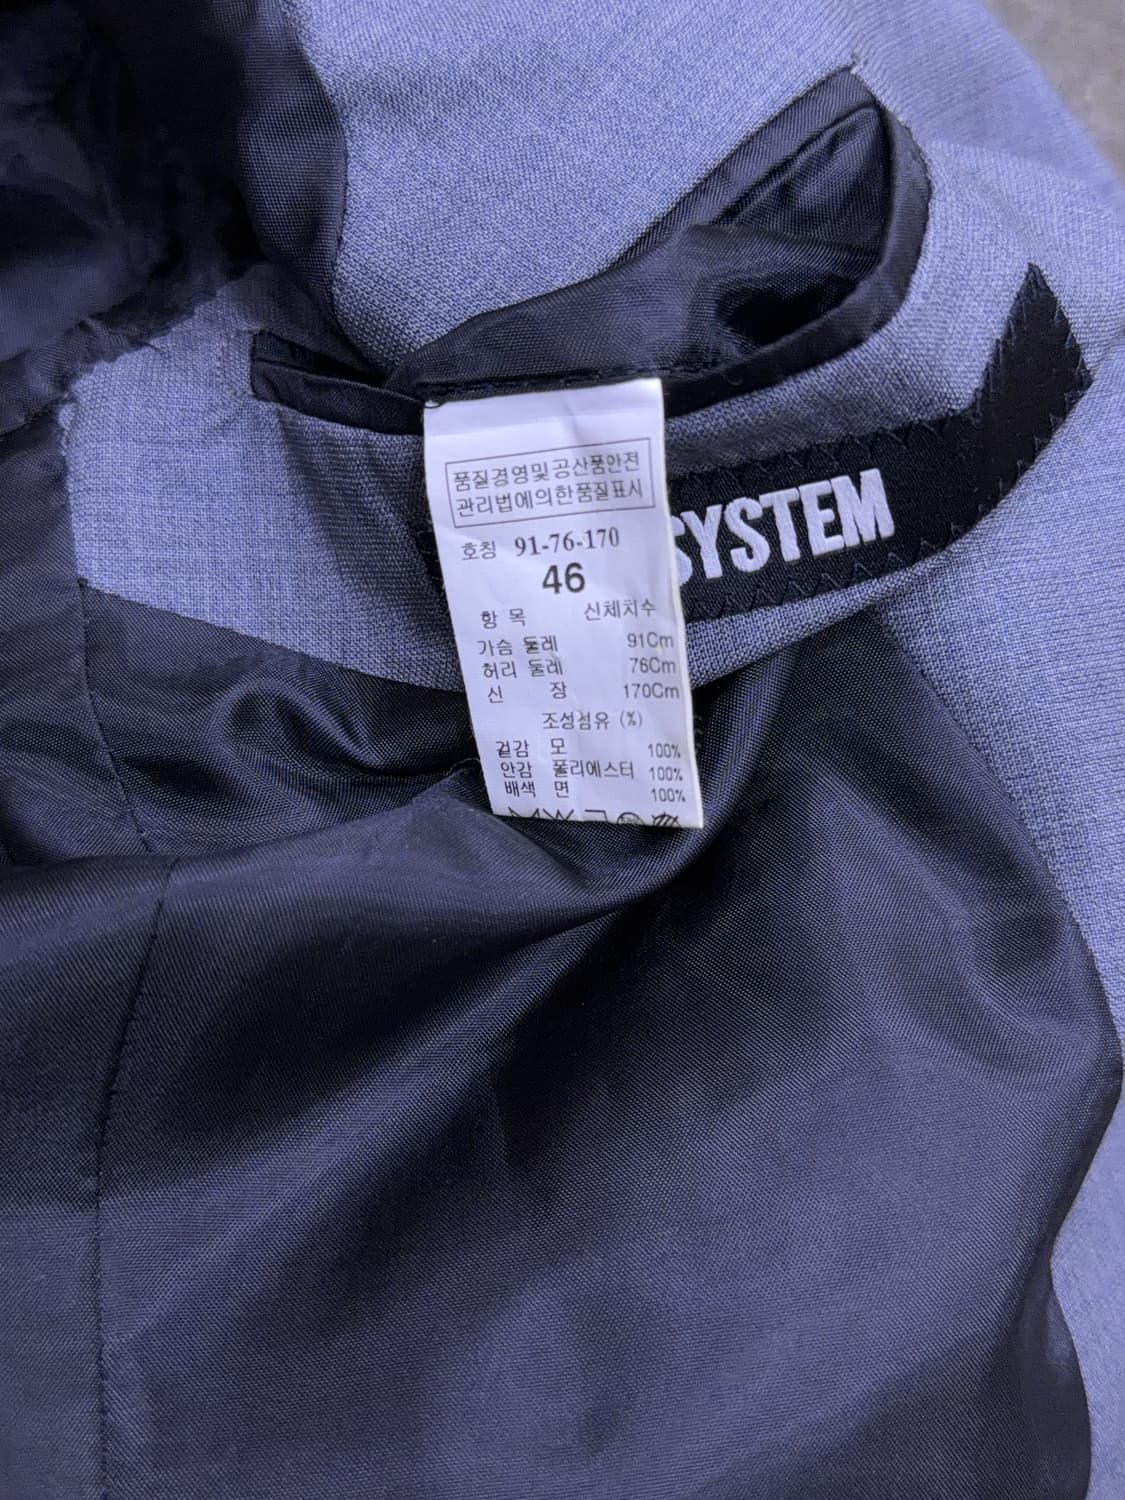 품질경영및공산품안전
관리법에의한품질표시
호칭 91-76-170
46
항 목 신체치수
가슴 둘레 91Cm
허리 둘레 76Cm
신 장 170Cm
조성섬유 (%)
겉감 모 100%
안감 폴리에스터 100%
배색 면 100%
SYSTEM